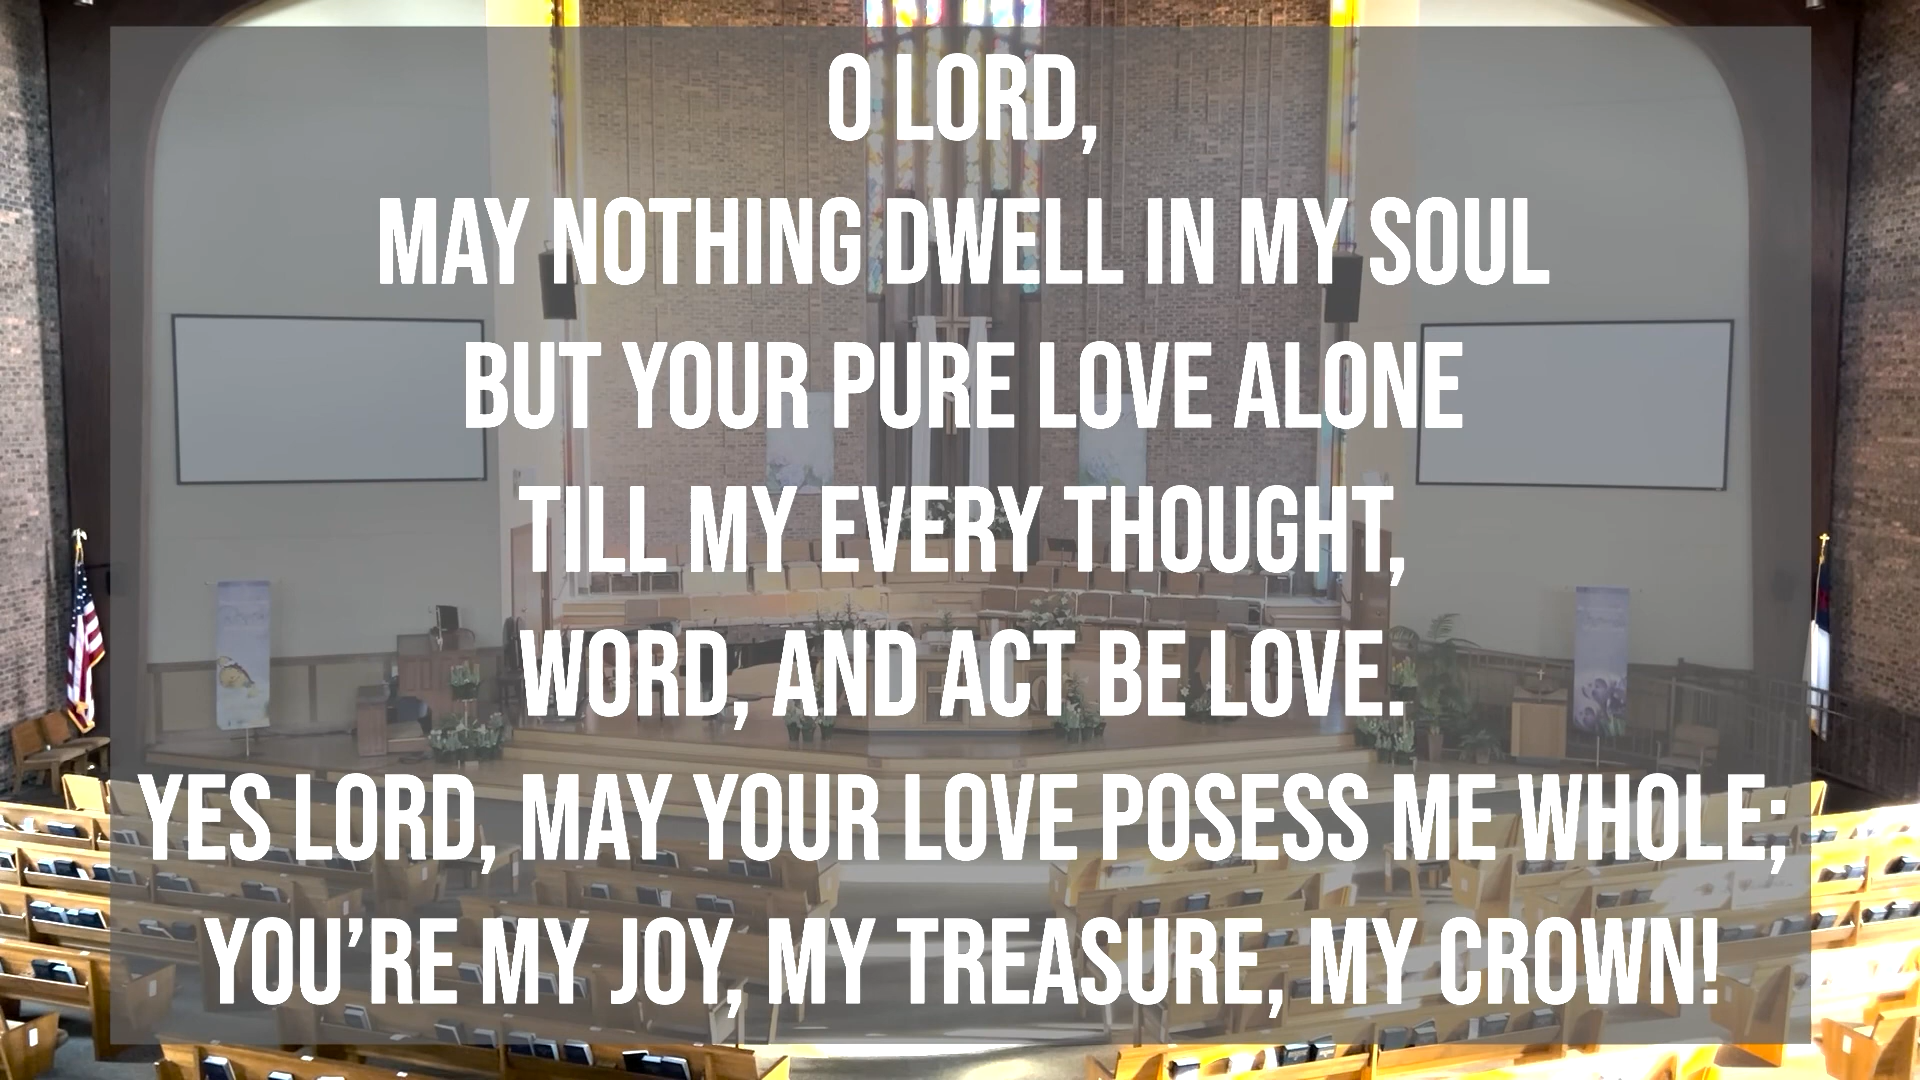 O LORD,
MAY NOTHING DWELL IN MY SOUL
BUT YOUR PURE LOVE ALONE
TILL MY EVERY THOUGHT,
WORD, AND ACT BE LOVE.
YES LORD, MAY YOUR LOVE POSESS ME WHOLE;
YOU'RE MY JOY, MY TREASURE, MY CROWN!